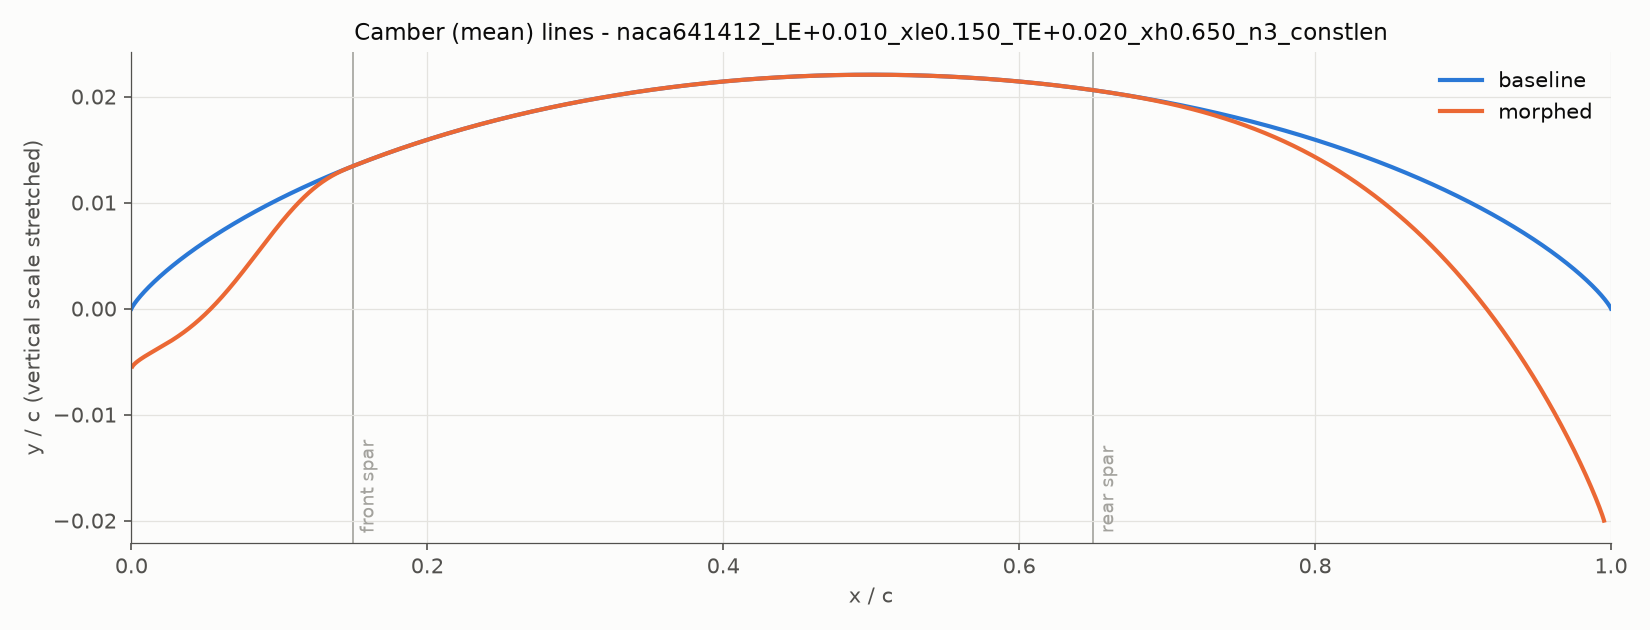 Camber (mean) lines - naca641412_LE+0.010_xle0.150_TE+0.020_xh0.650_n3_constlen
baseline
morphed
y / c (vertical scale stretched)
0.02
0.01
0.00
−0.01
−0.02
front spar
rear spar
0.0
0.2
0.4
0.6
0.8
1.0
x / c